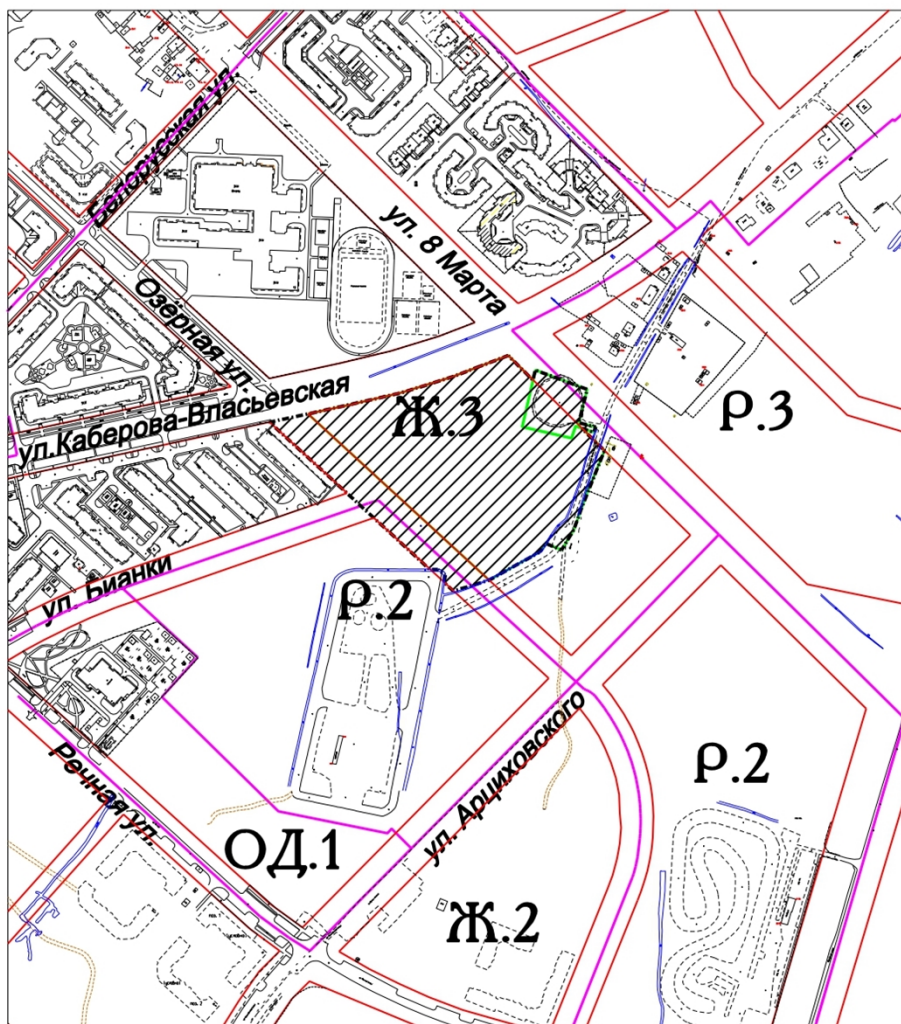 Белорусская ул.
ул. 8 Марта
Озёрная ул.
ул.Каберова-Власьевская
Ж.3
Р.3
ул. Бианки
Р.2
ул. Арциховского
Р.2
Речная ул.
ОД.1
Ж.2